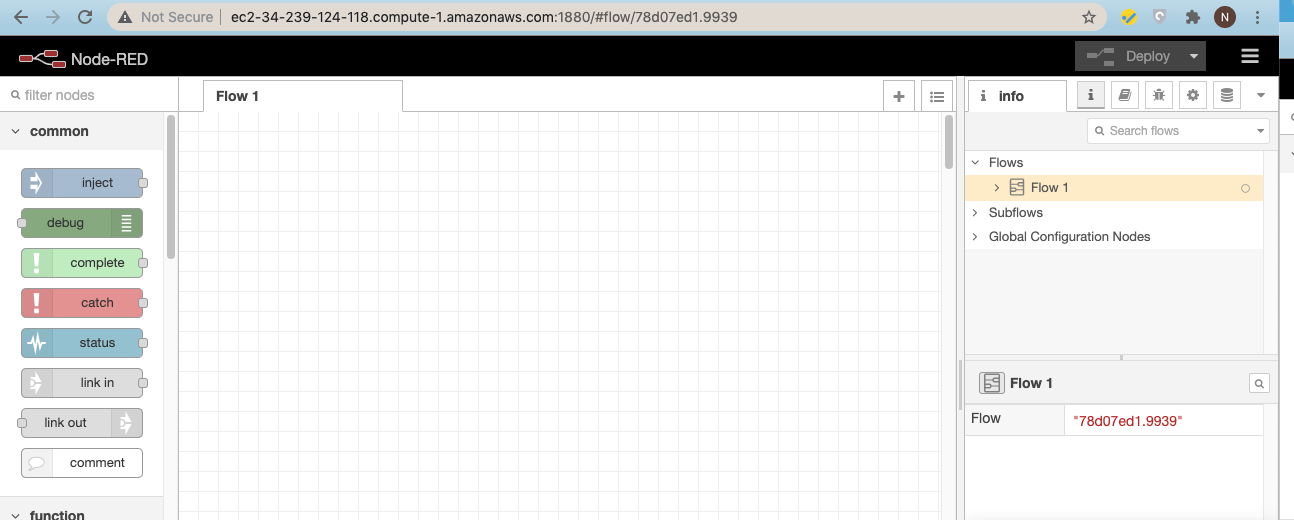 Not Secure | ec2-34-239-124-118.compute-1.amazonaws.com:1880/#flow/78d07ed1.9939
N
Node-RED
Deploy
filter nodes
Flow 1
info
common
Search flows
Flows
inject
Flow 1
debug
Subflows
Global Configuration Nodes
complete
catch
status
link in
Flow 1
link out
Flow
"78d07ed1.9939"
comment
function